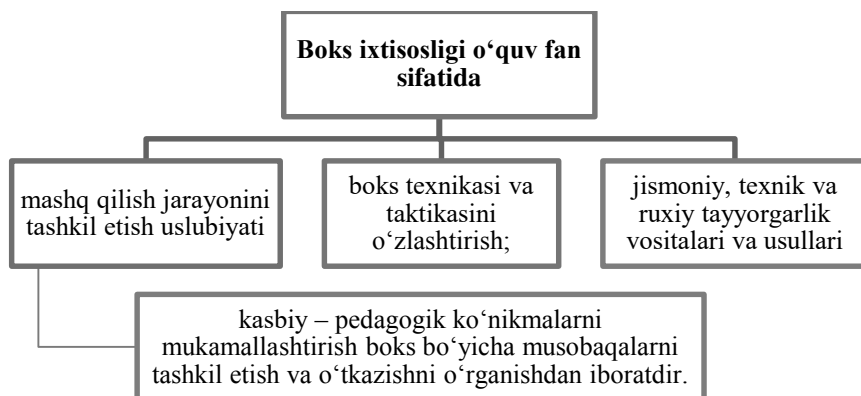 Boks ixtisosligi o‘quv fan
sifatida
mashq qilish jarayonini
tashkil etish uslubiyati
boks texnikasi va
taktikasini
o‘zlashtirish;
jismoniy, texnik va
ruxiy tayyorgarlik
vositalari va usullari
kasbiy – pedagogik ko‘nikmalarni
mukamallashtirish boks bo‘yicha musobaqalarni
tashkil etish va o‘tkazishni o‘rganishdan iboratdir.